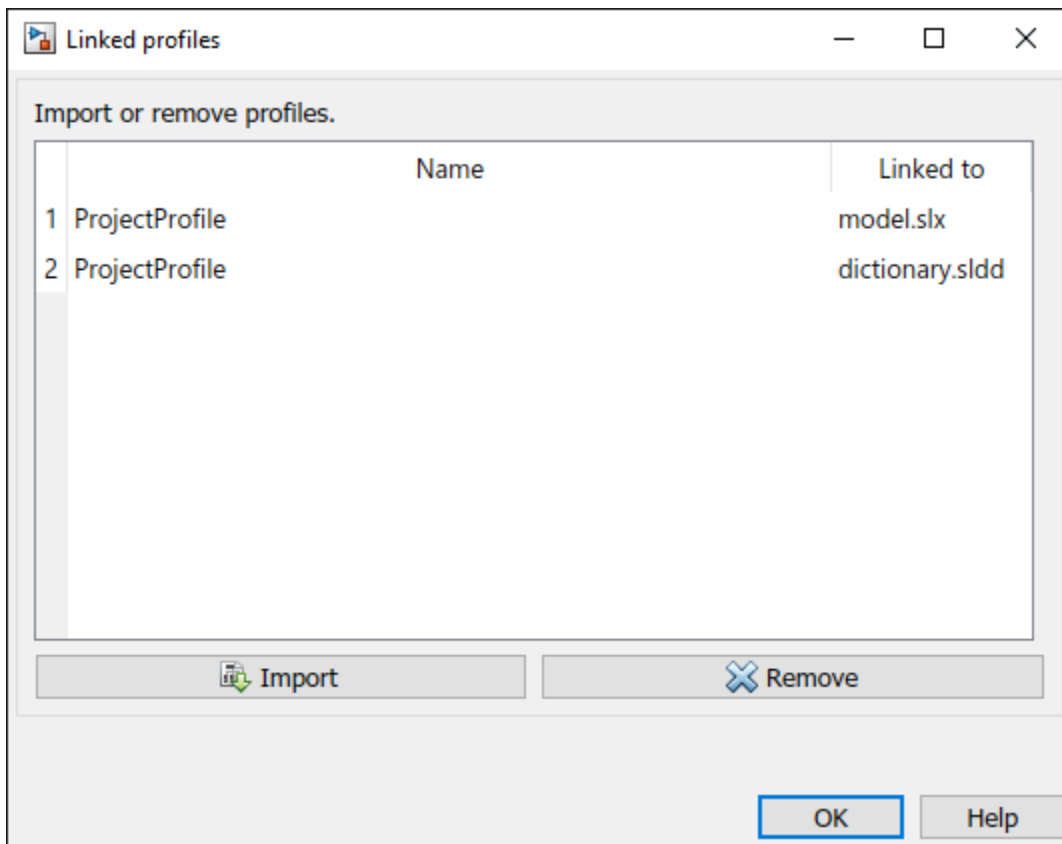 Linked profiles
Import or remove profiles.
Name Linked to
1 ProjectProfile model.slx
2 ProjectProfile dictionary.sldd
Import Remove
OK Help